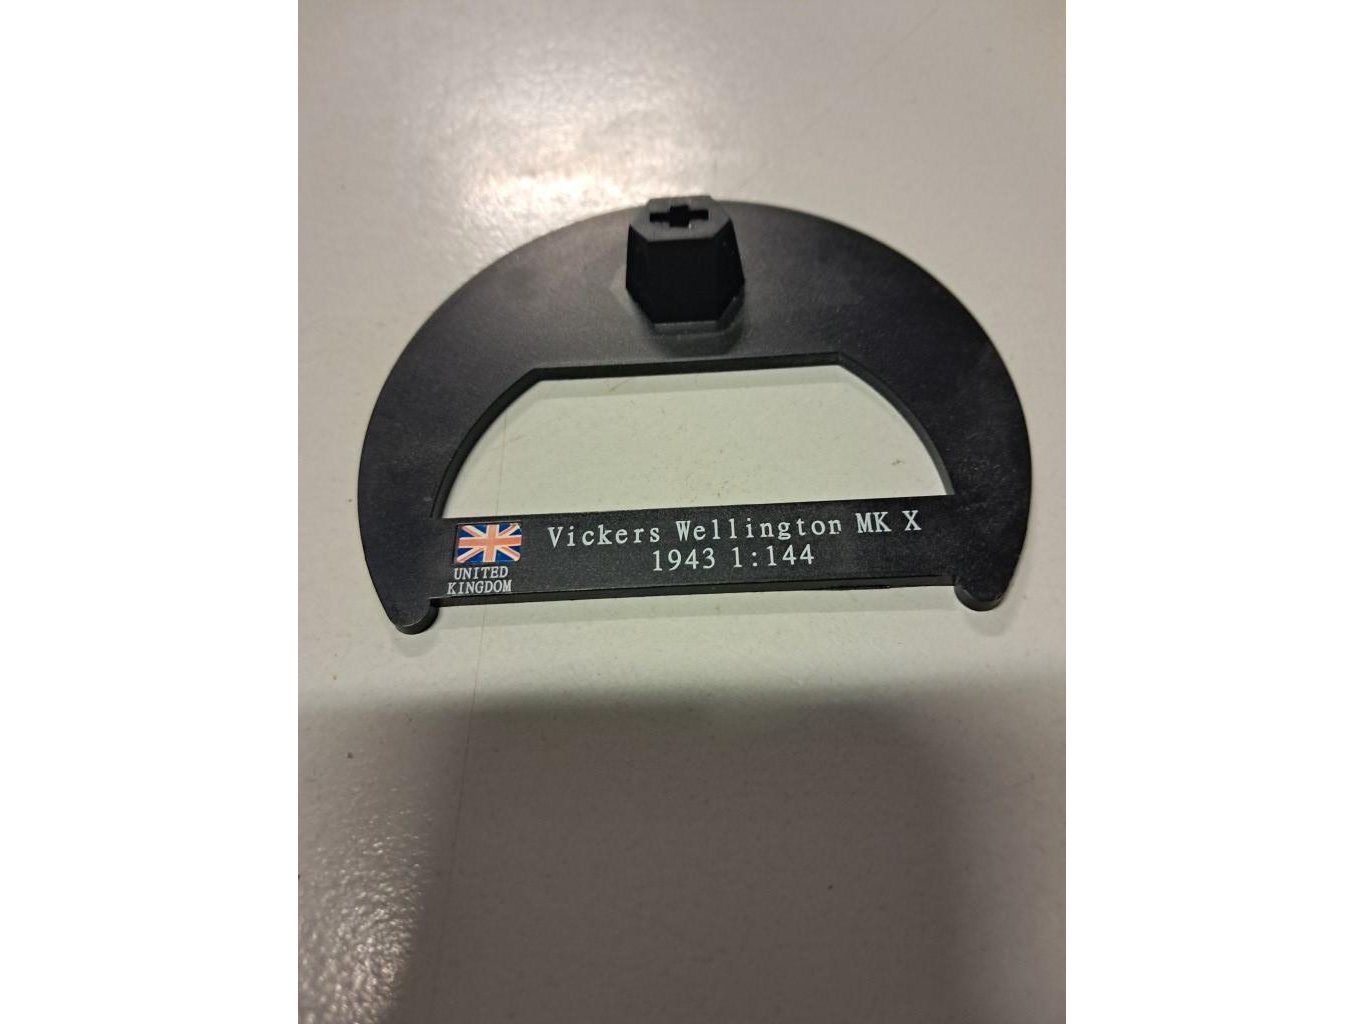 Vickers Wellington MK X
1943 1:144
UNITED
KINGDOM